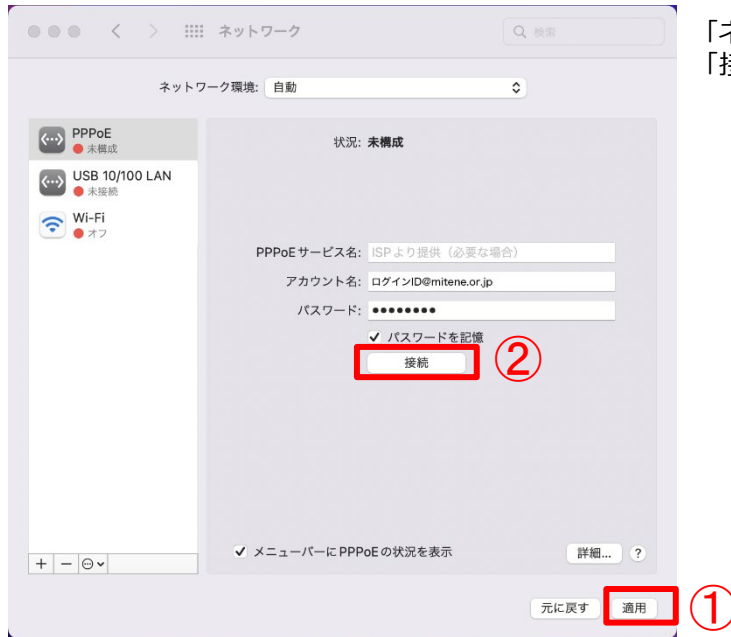 ネットワーク
検索
「ネ
「接
ネットワーク環境: 自動
PPPoE
未構成
USB 10/100 LAN
未接続
Wi-Fi
オフ
状況: 未構成
PPPoEサービス名: ISPより提供（必要な場合）
アカウント名: ログインID@mitene.or.jp
パスワード: ●●●●●●●●
パスワードを記憶
接続 ②
メニューバーにPPPoEの状況を表示
詳細... ?
元に戻す 適用 ①